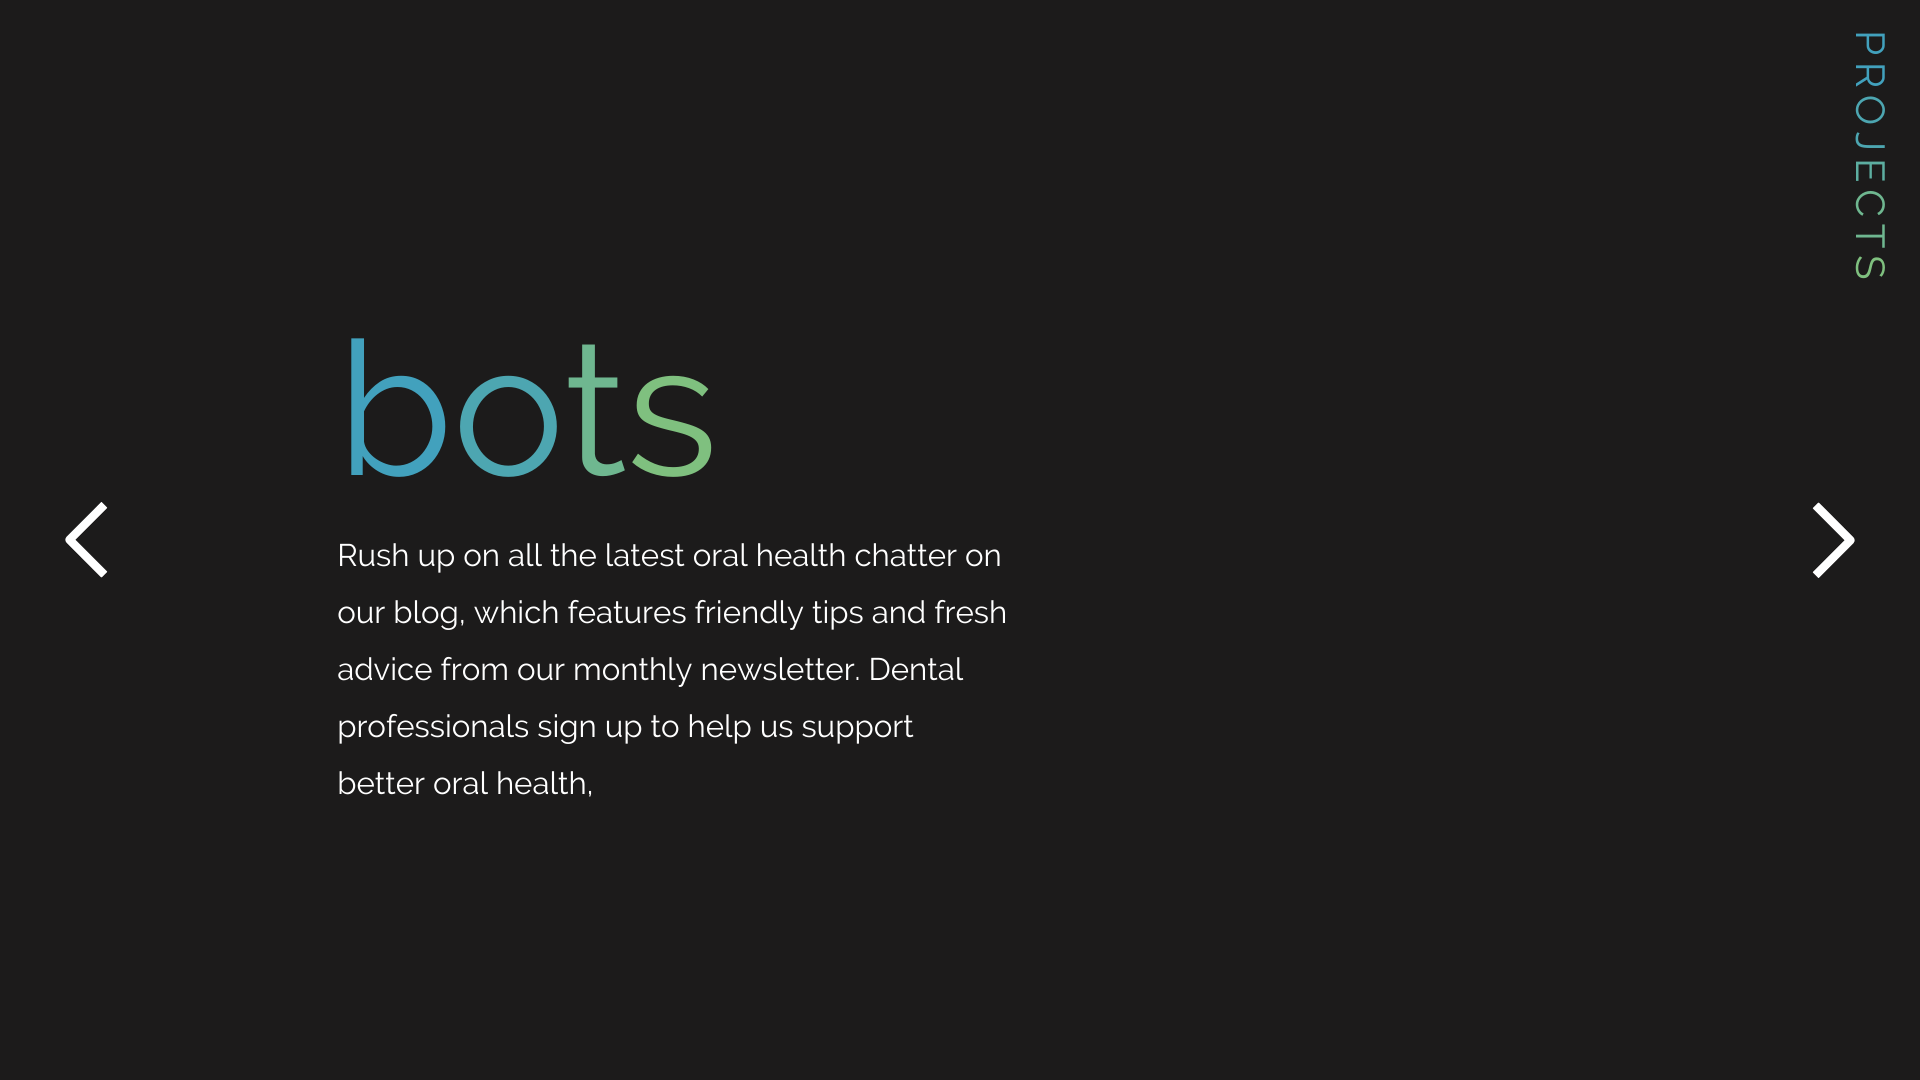 PROJECTS
bots
Rush up on all the latest oral health chatter on
our blog, which features friendly tips and fresh
advice from our monthly newsletter. Dental
professionals sign up to help us support
better oral health,